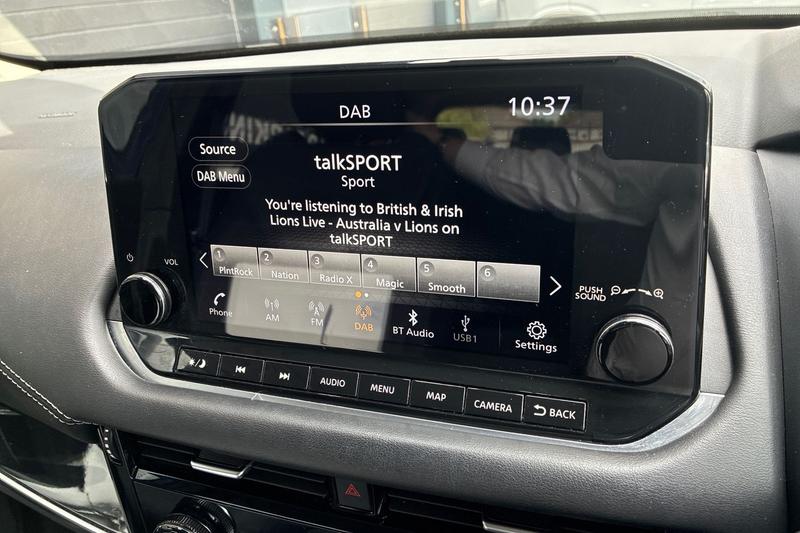 DAB
10:37
Source
DAB Menu
talkSPORT
Sport
You're listening to British & Irish
Lions Live - Australia v Lions on
talkSPORT
1 PlntRock
2 Nation
3 Radio X
4 Magic
5 Smooth
6
Phone
AM
FM
DAB
BT Audio
USB1
Settings
VOL
PUSH
SOUND
AUDIO
MENU
MAP
CAMERA
BACK